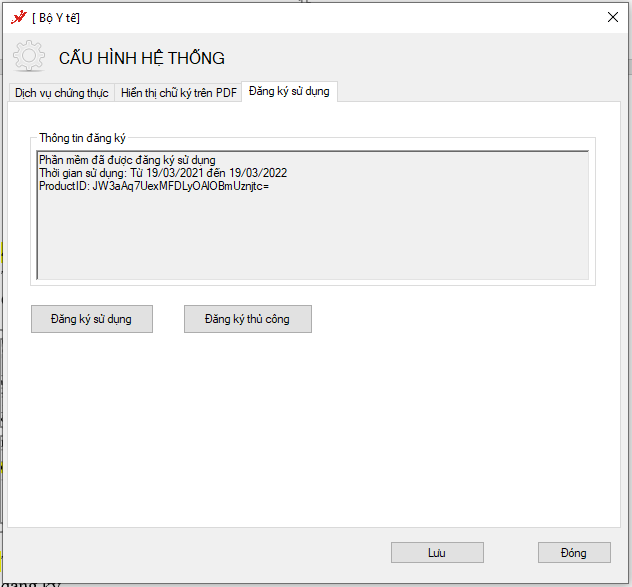 [ Bộ Y tế]
CẤU HÌNH HỆ THỐNG
Dịch vụ chứng thực
Hiển thị chữ ký trên PDF
Đăng ký sử dụng
Thông tin đăng ký
Phần mềm đã được đăng ký sử dụng
Thời gian sử dụng: Từ 19/03/2021 đến 19/03/2022
ProductID: JW3aAq7UexMFDLyOAlOBmUznjtc=
Đăng ký sử dụng
Đăng ký thủ công
Lưu
Đóng